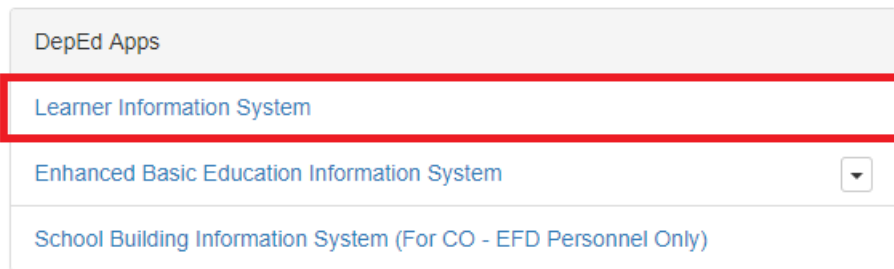 DepEd Apps
Learner Information System
Enhanced Basic Education Information System
School Building Information System (For CO - EFD Personnel Only)